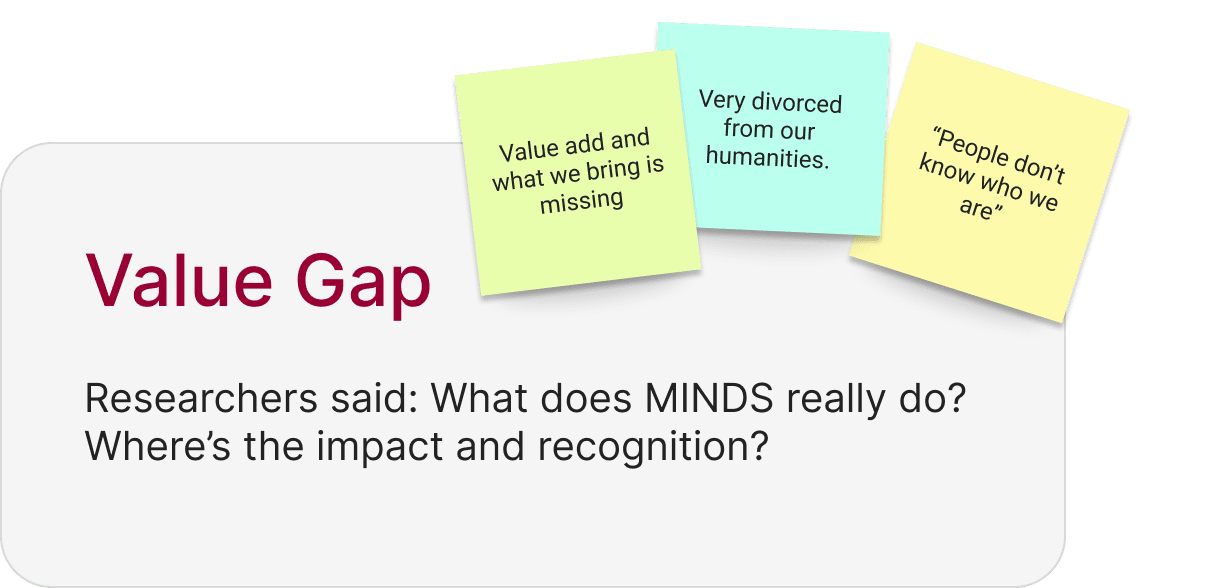 Value add and
what we bring is
missing
Very divorced
from our
humanities.
“People don’t
know who we
are”
Value Gap
Researchers said: What does MINDS really do?
Where’s the impact and recognition?